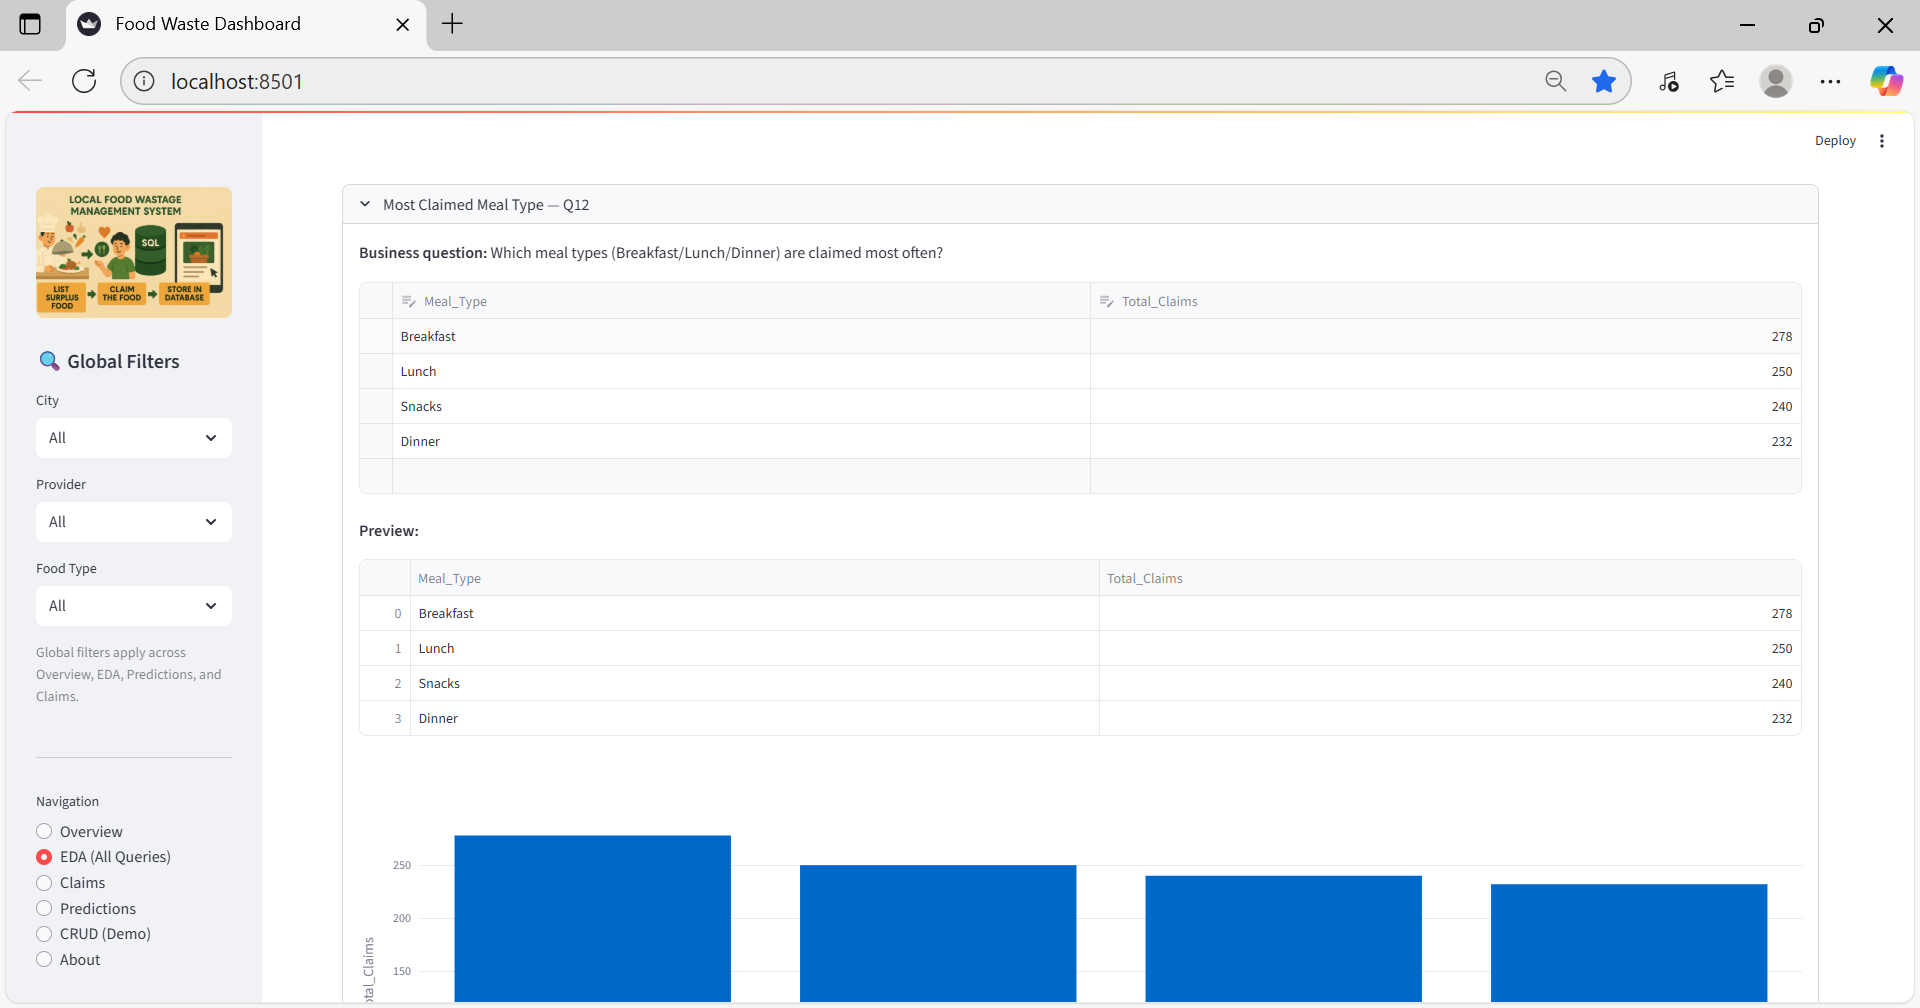 Food Waste Dashboard
localhost:8501
Deploy
LOCAL FOOD WASTAGE
MANAGEMENT SYSTEM
SQL
LIST
SURPLUS
FOOD
CLAIM
THE FOOD
STORE IN
DATABASE
Global Filters
City
All
Provider
All
Food Type
All
Global filters apply across
Overview, EDA, Predictions, and
Claims.
Navigation
Overview
EDA (All Queries)
Claims
Predictions
CRUD (Demo)
About
Most Claimed Meal Type — Q12
Business question: Which meal types (Breakfast/Lunch/Dinner) are claimed most often?
Meal_Type Total_Claims
Breakfast 278
Lunch 250
Snacks 240
Dinner 232
Preview:
Meal_Type Total_Claims
0 Breakfast 278
1 Lunch 250
2 Snacks 240
3 Dinner 232
250
200
150
otal_Claims